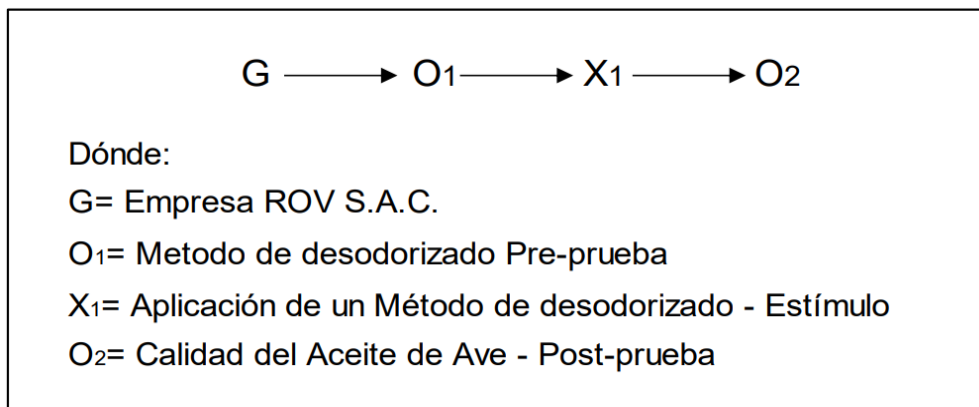 G → O1 → X1 → O2
Dónde:
G= Empresa ROV S.A.C.
O1= Metodo de desodorizado Pre-prueba
X1= Aplicación de un Método de desodorizado - Estímulo
O2= Calidad del Aceite de Ave - Post-prueba